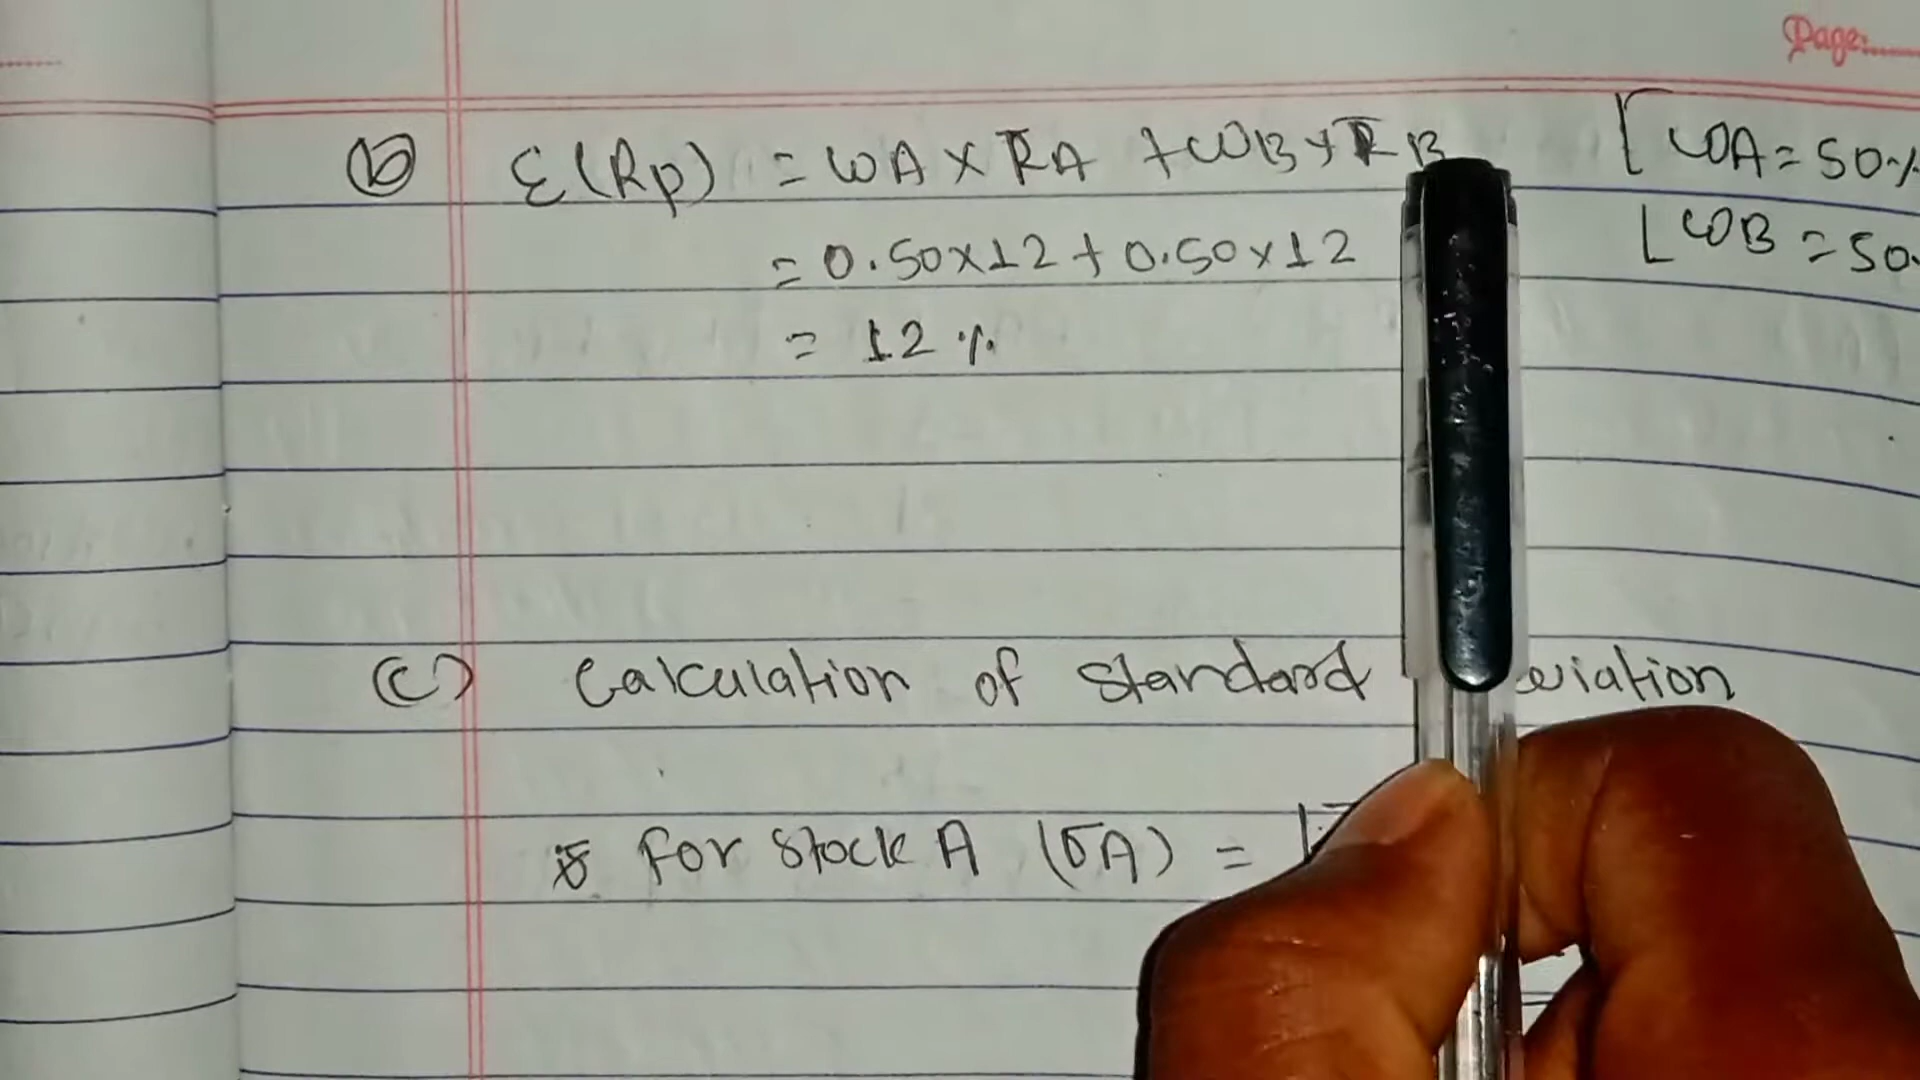 Page:......
(b) E(Rp) = WA × R̄A + WB × R̄B [WA = 50%
= 0.50×12 + 0.50×12 [WB = 50
= 12 %
(c) Calculation of standard eviation
For stock A (σA) =